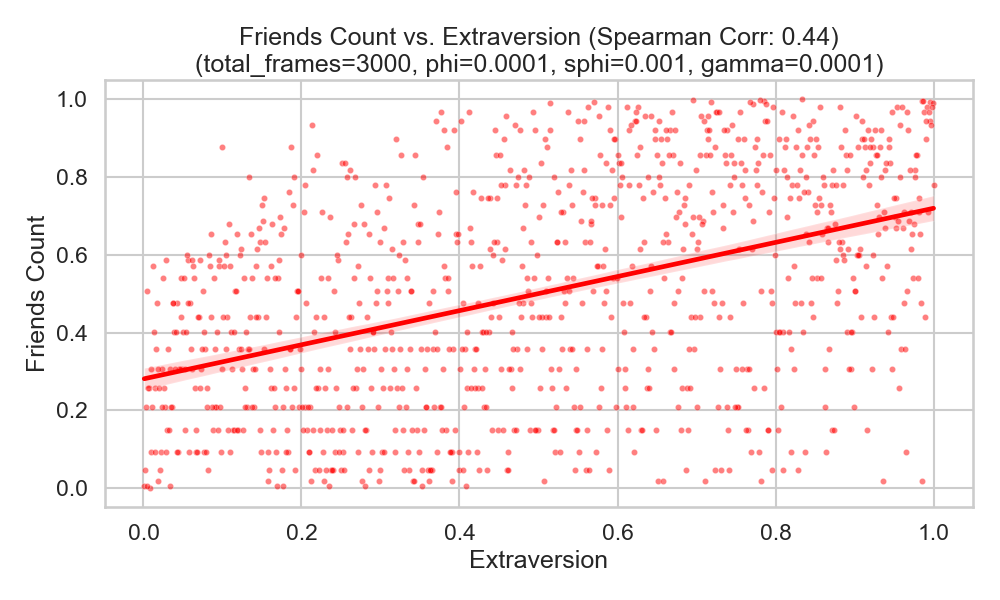 Friends Count vs. Extraversion (Spearman Corr: 0.44)
(total_frames=3000, phi=0.0001, sphi=0.001, gamma=0.0001)
1.0
0.8
0.6
0.4
0.2
0.0
Friends Count
0.0 0.2 0.4 0.6 0.8 1.0
Extraversion